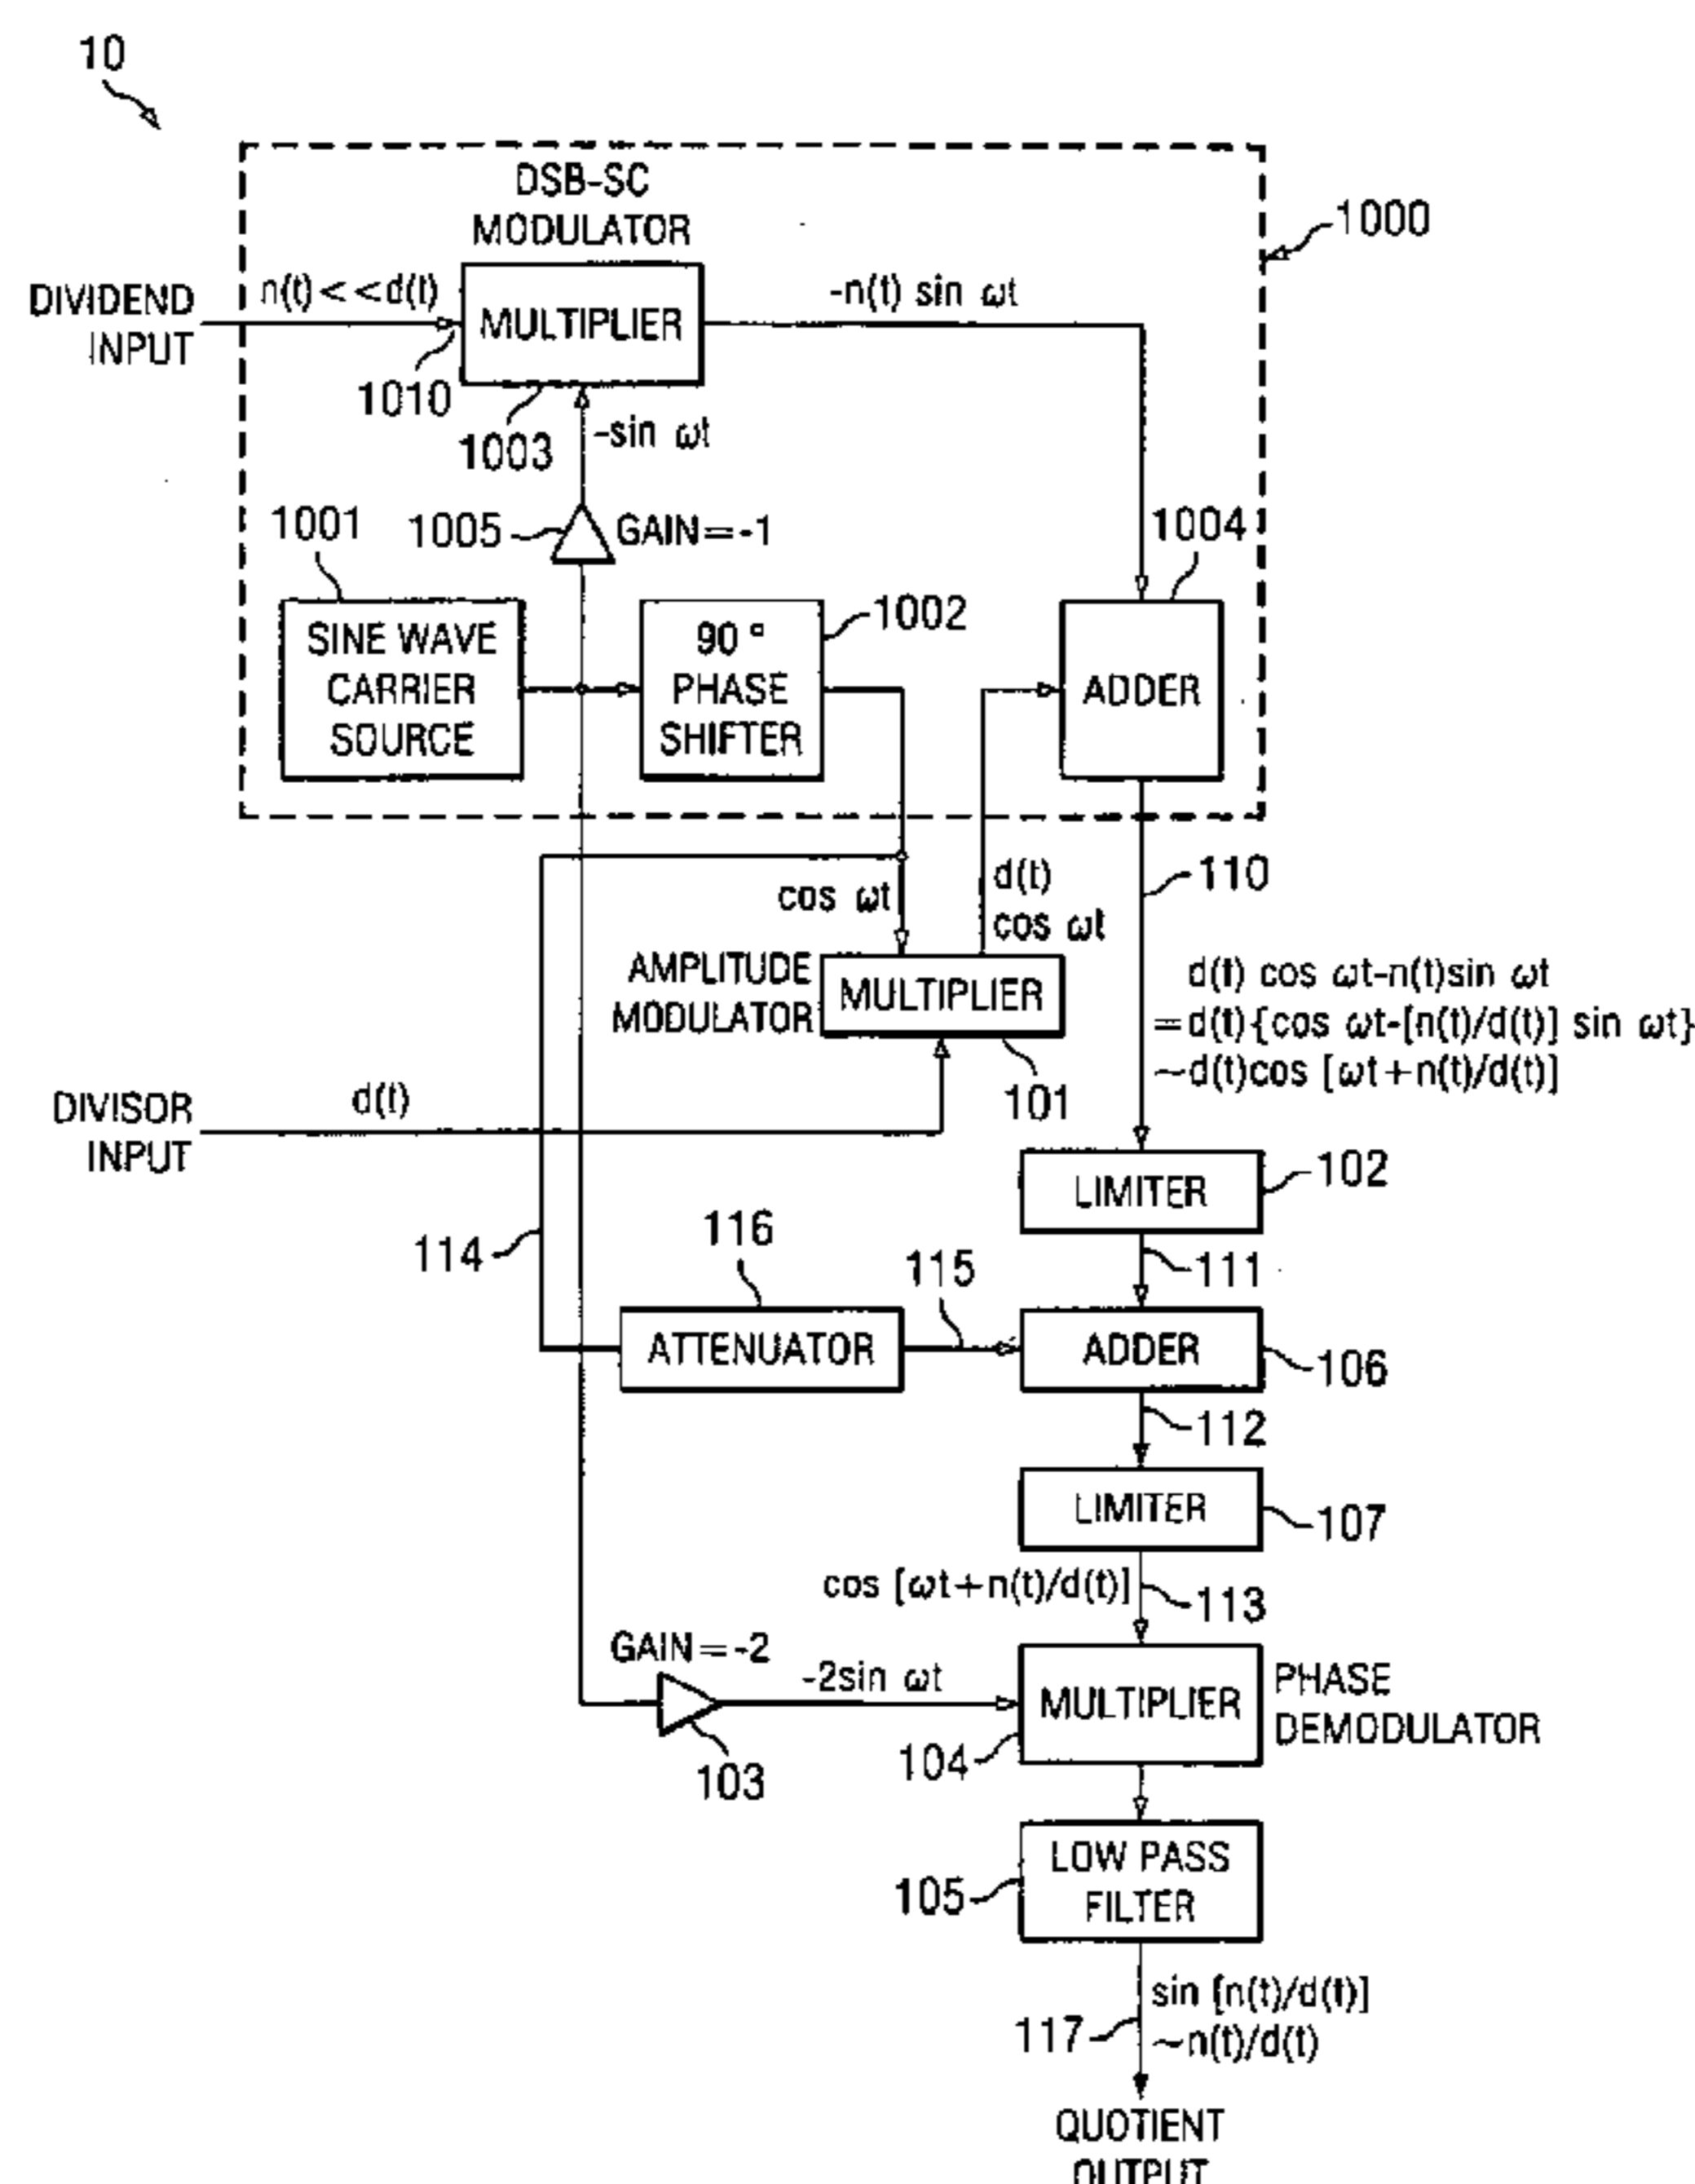 10
DSB-SC
MODULATOR
1000
DIVIDEND
INPUT
n(t)<<d(t)
MULTIPLIER
-n(t) sin ωt
1010
1003
-sin ωt
1001
1005
GAIN=-1
1004
SINE WAVE
CARRIER
SOURCE
90°
PHASE
SHIFTER
1002
ADDER
cos ωt
d(t)
cos ωt
110
AMPLITUDE
MODULATOR
MULTIPLIER
101
d(t) cos ωt-n(t)sin ωt
=d(t){cos ωt-[n(t)/d(t)] sin ωt}
~d(t)cos [ωt+n(t)/d(t)]
DIVISOR
INPUT
d(t)
LIMITER
102
114
116
115
111
ATTENUATOR
ADDER
106
112
LIMITER
107
cos [ωt+n(t)/d(t)]
113
GAIN=-2
-2sin ωt
103
MULTIPLIER
104
PHASE
DEMODULATOR
LOW PASS
FILTER
105
sin [n(t)/d(t)]
~n(t)/d(t)
117
QUOTIENT
OUTPUT